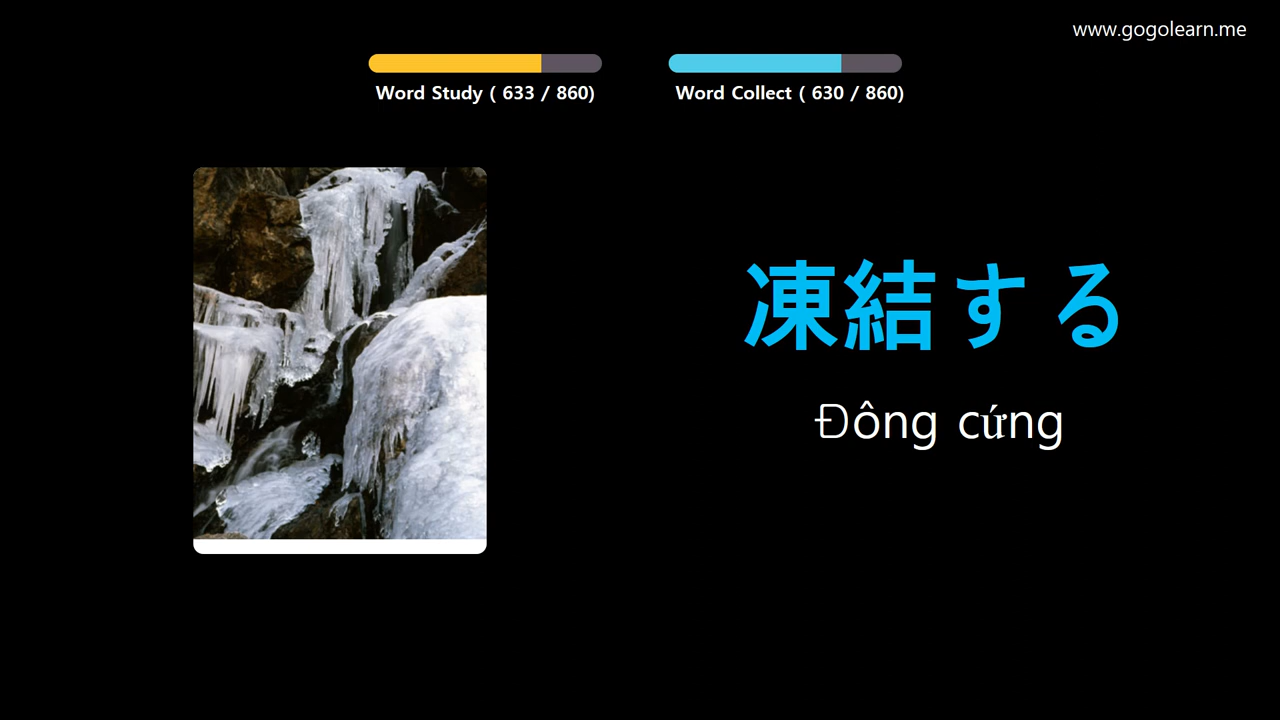 www.gogolearn.me
Word Study ( 633 / 860)
Word Collect ( 630 / 860)
凍結する
Đông cứng